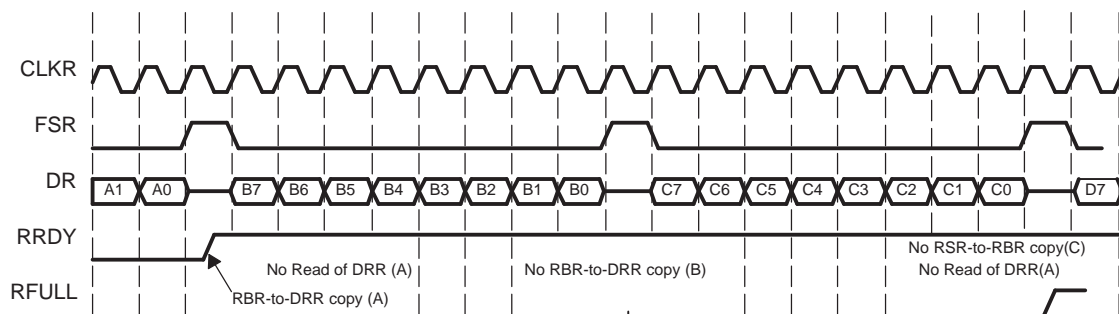 CLKR
FSR
DR A1 A0 B7 B6 B5 B4 B3 B2 B1 B0 C7 C6 C5 C4 C3 C2 C1 C0 D7
RRDY
No RSR-to-RBR copy(C)
No Read of DRR (A) No RBR-to-DRR copy (B) No Read of DRR(A)
RFULL RBR-to-DRR copy (A)